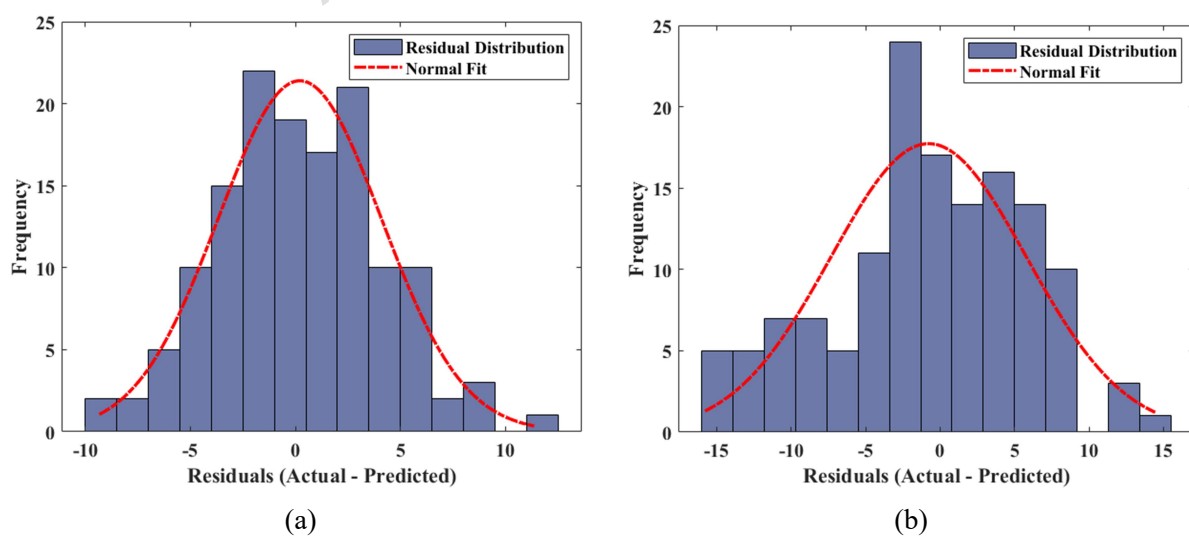 25
20
15
10
5
0
Frequency
Residual Distribution
Normal Fit
-10 -5 0 5 10
Residuals (Actual - Predicted)
(a)
25
20
15
10
5
0
Frequency
Residual Distribution
Normal Fit
-15 -10 -5 0 5 10 15
Residuals (Actual - Predicted)
(b)